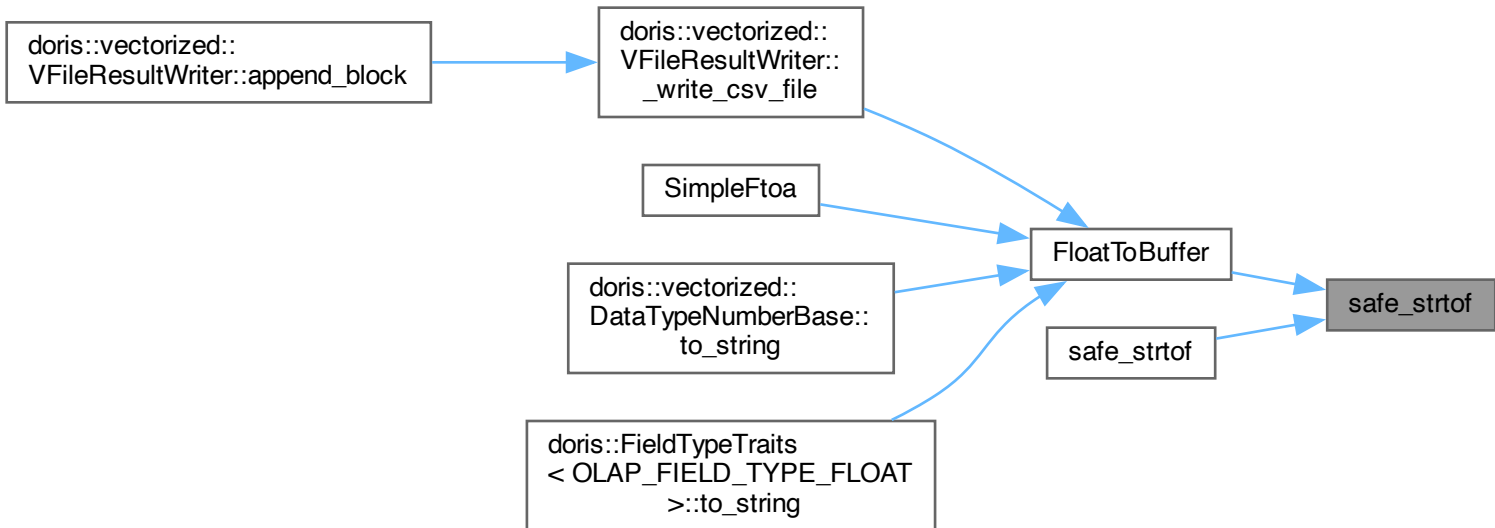 doris::vectorized::
VFileResultWriter::append_block
doris::vectorized::
VFileResultWriter::
_write_csv_file
SimpleFtoa
doris::vectorized::
DataTypeNumberBase::
to_string
doris::FieldTypeTraits
< OLAP_FIELD_TYPE_FLOAT
>::to_string
FloatToBuffer
safe_strtof
safe_strtof